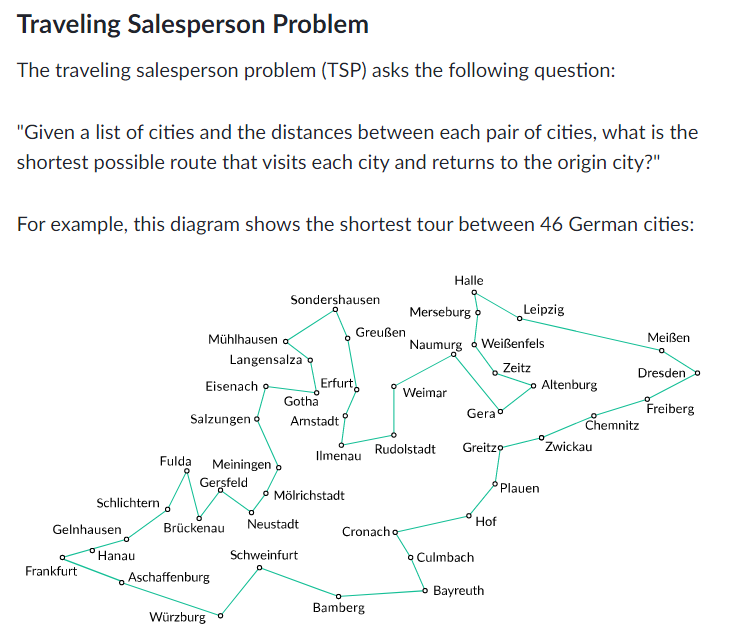 Traveling Salesperson Problem
The traveling salesperson problem (TSP) asks the following question:
"Given a list of cities and the distances between each pair of cities, what is the
shortest possible route that visits each city and returns to the origin city?"
For example, this diagram shows the shortest tour between 46 German cities:
Halle
Sondershausen
Merseburg
Leipzig
Greußen
Mühlhausen
Naumurg
Weißenfels
Meißen
Langensalza
Zeitz
Dresden
Eisenach
Erfurt
Altenburg
Gotha
Weimar
Freiberg
Salzungen
Arnstadt
Gera
Chemnitz
Ilmenau
Rudolstadt
Greitz
Zwickau
Fulda
Meiningen
Gersfeld
Plauen
Mölrichstadt
Schlichtern
Brückenau
Neustadt
Hof
Gelnhausen
Cronach
Hanau
Schweinfurt
Culmbach
Frankfurt
Aschaffenburg
Bayreuth
Bamberg
Würzburg